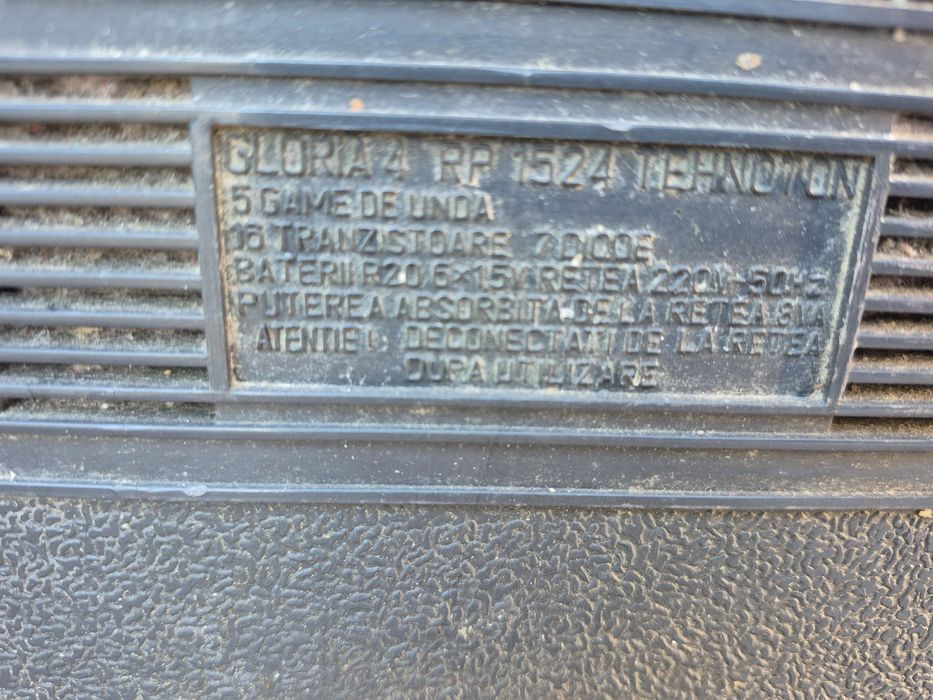 GLORIA 4 RP 1524 TEHNOTON
5 GAME DE UNDA
16 TRANZISTOARE 7 DIODE
BATERII R20,6×1,5V RETEA 220V~50Hz
PUTEREA ABSORBITA DE LA RETEA VA
ATENTIE! DECONECTATI DE LA RETEA
DUPA UTILIZARE